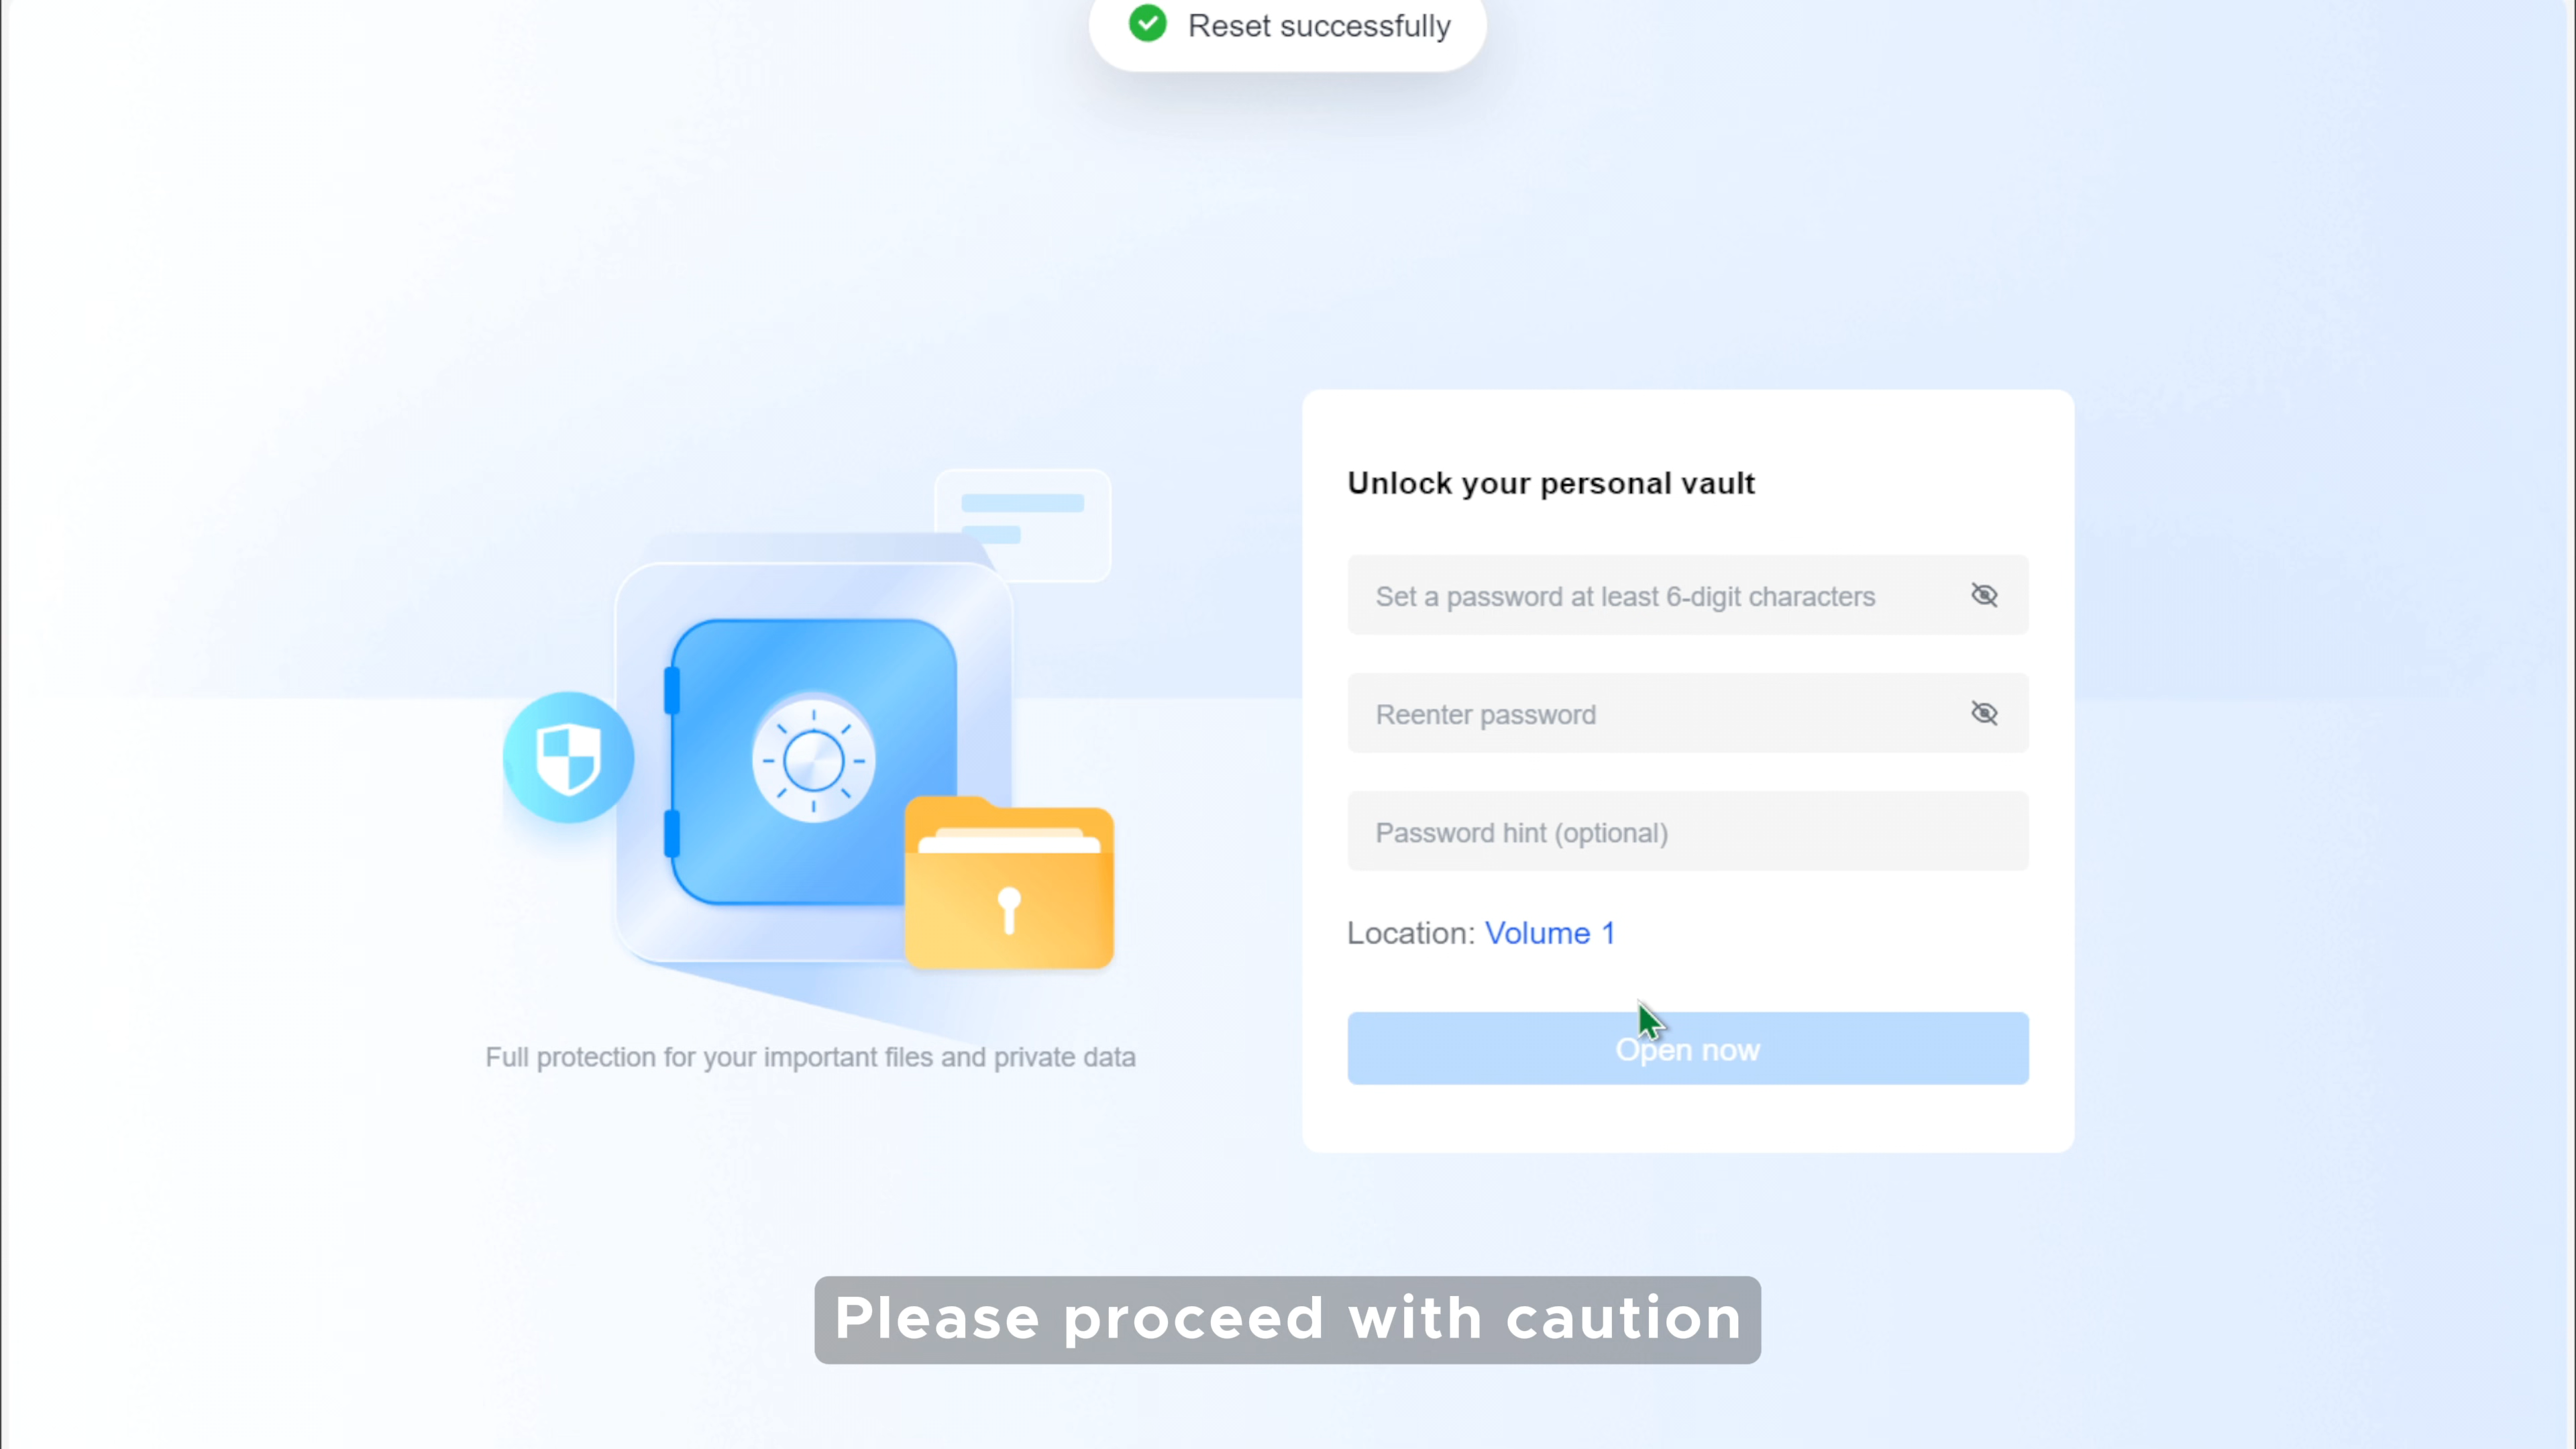 Reset successfully
Unlock your personal vault
Set a password at least 6-digit characters
Reenter password
Password hint (optional)
Location: Volume 1
Open now
Full protection for your important files and private data
Please proceed with caution